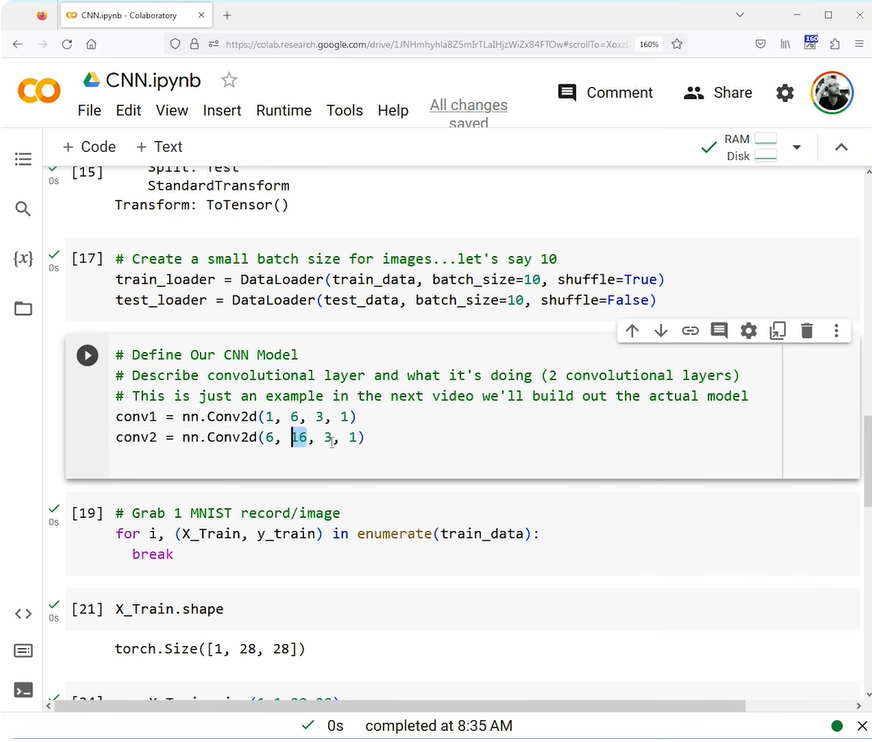 CNN.ipynb - Colaboratory
https://colab.research.google.com/drive/1JNHmhyhla8Z5mIrTLaIHjzWiZx84FTOw#scrollTo=
160%
160
CNN.ipynb
File Edit View Insert Runtime Tools Help All changes saved
Comment Share
+ Code + Text
RAM
Disk
0s [15] Split: Test
StandardTransform
Transform: ToTensor()
0s [17] # Create a small batch size for images...let's say 10
train_loader = DataLoader(train_data, batch_size=10, shuffle=True)
test_loader = DataLoader(test_data, batch_size=10, shuffle=False)
# Define Our CNN Model
# Describe convolutional layer and what it's doing (2 convolutional layers)
# This is just an example in the next video we'll build out the actual model
conv1 = nn.Conv2d(1, 6, 3, 1)
conv2 = nn.Conv2d(6, 16, 3, 1)
0s [19] # Grab 1 MNIST record/image
for i, (X_Train, y_train) in enumerate(train_data):
break
0s [21] X_Train.shape
torch.Size([1, 28, 28])
0s completed at 8:35 AM